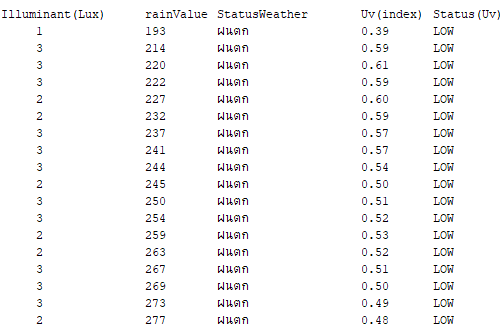 Illuminant(Lux) rainValue StatusWeather Uv(index) Status(Uv)
1 193 ฝนตก 0.39 LOW
3 214 ฝนตก 0.59 LOW
3 220 ฝนตก 0.61 LOW
3 222 ฝนตก 0.59 LOW
2 227 ฝนตก 0.60 LOW
2 232 ฝนตก 0.59 LOW
3 237 ฝนตก 0.57 LOW
3 241 ฝนตก 0.57 LOW
3 244 ฝนตก 0.54 LOW
2 245 ฝนตก 0.50 LOW
3 250 ฝนตก 0.51 LOW
3 254 ฝนตก 0.52 LOW
2 259 ฝนตก 0.53 LOW
2 263 ฝนตก 0.52 LOW
3 267 ฝนตก 0.51 LOW
3 269 ฝนตก 0.50 LOW
3 273 ฝนตก 0.49 LOW
2 277 ฝนตก 0.48 LOW